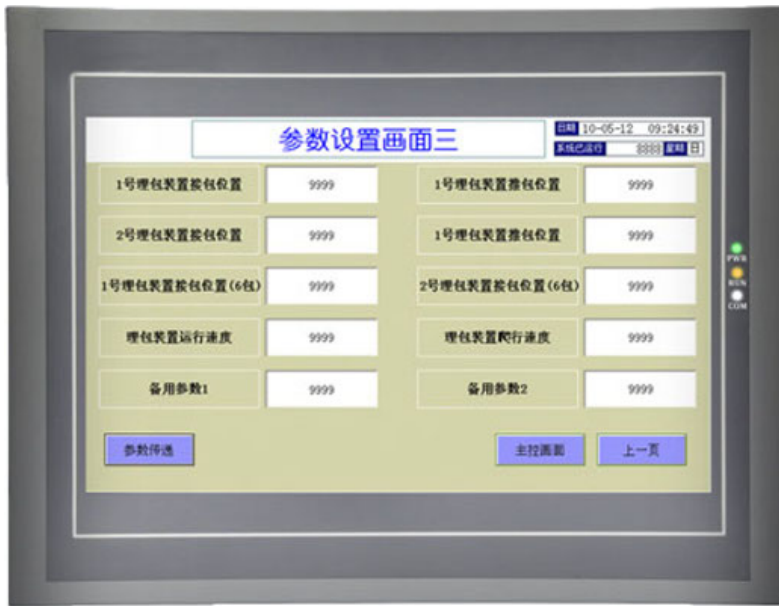 参数设置画面三
日期 10-05-12 09:24:49
系统已运行 8888 星期 日
1号理包装置接包位置 9999 1号理包装置推包位置 9999
2号理包装置接包位置 9999 1号理包装置推包位置 9999
1号理包装置接包位置(6包) 9999 2号理包装置接包位置(6包) 9999
理包装置运行速度 9999 理包装置爬行速度 9999
备用参数1 9999 备用参数2 9999
参数传递 主控画面 上一页
PWR
RUN
COM